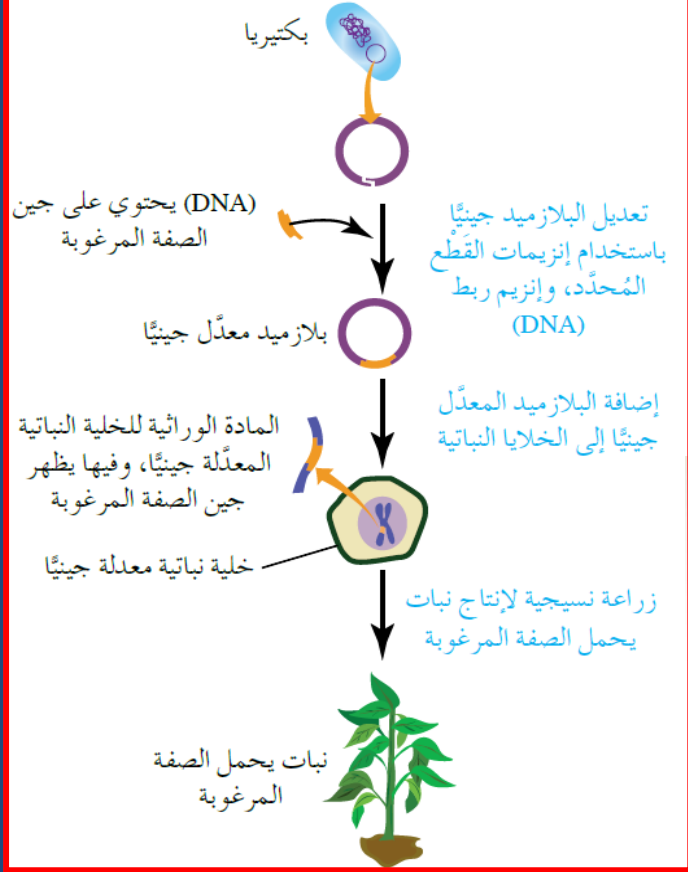 بكتيريا
(DNA) يحتوي على جين
الصفة المرغوبة
تعديل البلازميد جينيًّا
باستخدام إنزيمات القَطْع
المُحدَّد، وإنزيم ربط
(DNA)
بلازميد معدَّل جينيًّا
إضافة البلازميد المعدَّل
جينيًّا إلى الخلايا النباتية
المادة الوراثية للخلية النباتية
المعدَّلة جينيًّا، وفيها يظهر
جين الصفة المرغوبة
خلية نباتية معدلة جينيًّا
زراعة نسيجية لإنتاج نبات
يحمل الصفة المرغوبة
نبات يحمل الصفة
المرغوبة